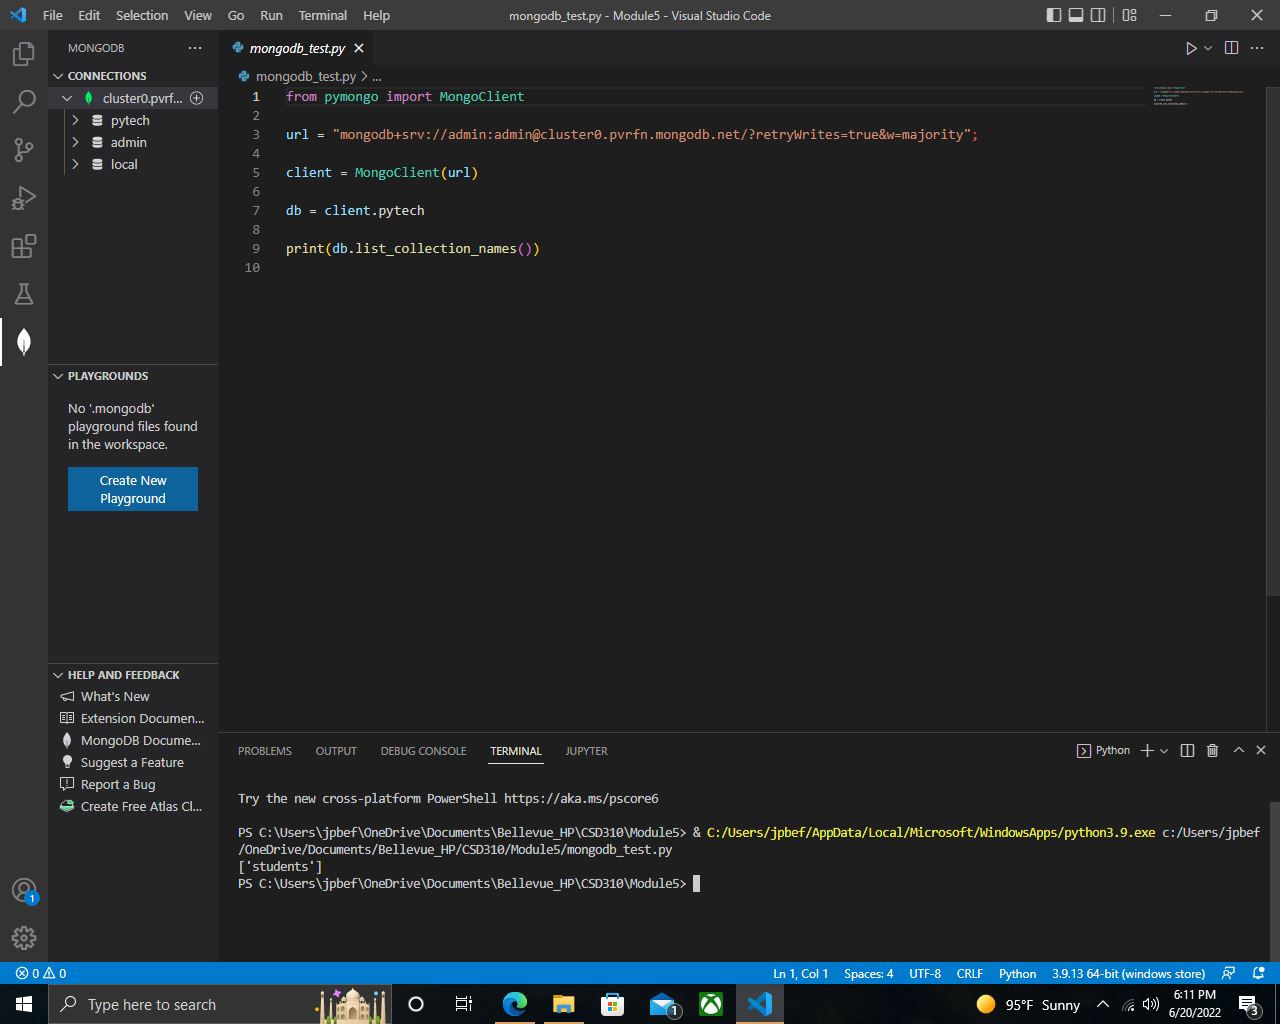 File Edit Selection View Go Run Terminal Help mongodb_test.py - Module5 - Visual Studio Code
MONGODB
CONNECTIONS
cluster0.pvrf...
pytech
admin
local
PLAYGROUNDS
No '.mongodb'
playground files found
in the workspace.
Create New
Playground
HELP AND FEEDBACK
What's New
Extension Documen...
MongoDB Docume...
Suggest a Feature
Report a Bug
Create Free Atlas Cl...
mongodb_test.py
mongodb_test.py > ...
1 from pymongo import MongoClient
2
3 url = "mongodb+srv://admin:admin@cluster0.pvrfn.mongodb.net/?retryWrites=true&w=majority";
4
5 client = MongoClient(url)
6
7 db = client.pytech
8
9 print(db.list_collection_names())
10
PROBLEMS OUTPUT DEBUG CONSOLE TERMINAL JUPYTER Python
Try the new cross-platform PowerShell https://aka.ms/pscore6
PS C:\Users\jpbef\OneDrive\Documents\Bellevue_HP\CSD310\Module5> & C:/Users/jpbef/AppData/Local/Microsoft/WindowsApps/python3.9.exe c:/Users/jpbef
/OneDrive/Documents/Bellevue_HP/CSD310/Module5/mongodb_test.py
['students']
PS C:\Users\jpbef\OneDrive\Documents\Bellevue_HP\CSD310\Module5>
1
0 0 Ln 1, Col 1 Spaces: 4 UTF-8 CRLF Python 3.9.13 64-bit (windows store)
Type here to search 1 95°F Sunny 6:11 PM
6/20/2022 3